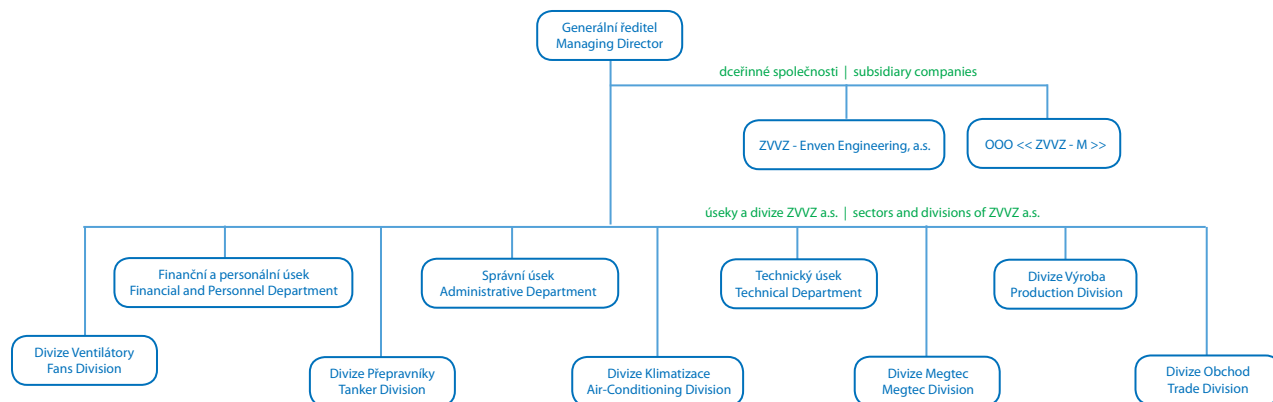 Generální ředitel
Managing Director
dceřinné společnosti | subsidiary companies
ZVVZ - Enven Engineering, a.s.
OOO << ZVVZ - M >>
úseky a divize ZVVZ a.s. | sectors and divisions of ZVVZ a.s.
Finanční a personální úsek
Financial and Personnel Department
Správní úsek
Administrative Department
Technický úsek
Technical Department
Divize Výroba
Production Division
Divize Ventilátory
Fans Division
Divize Přepravníky
Tanker Division
Divize Klimatizace
Air-Conditioning Division
Divize Megtec
Megtec Division
Divize Obchod
Trade Division